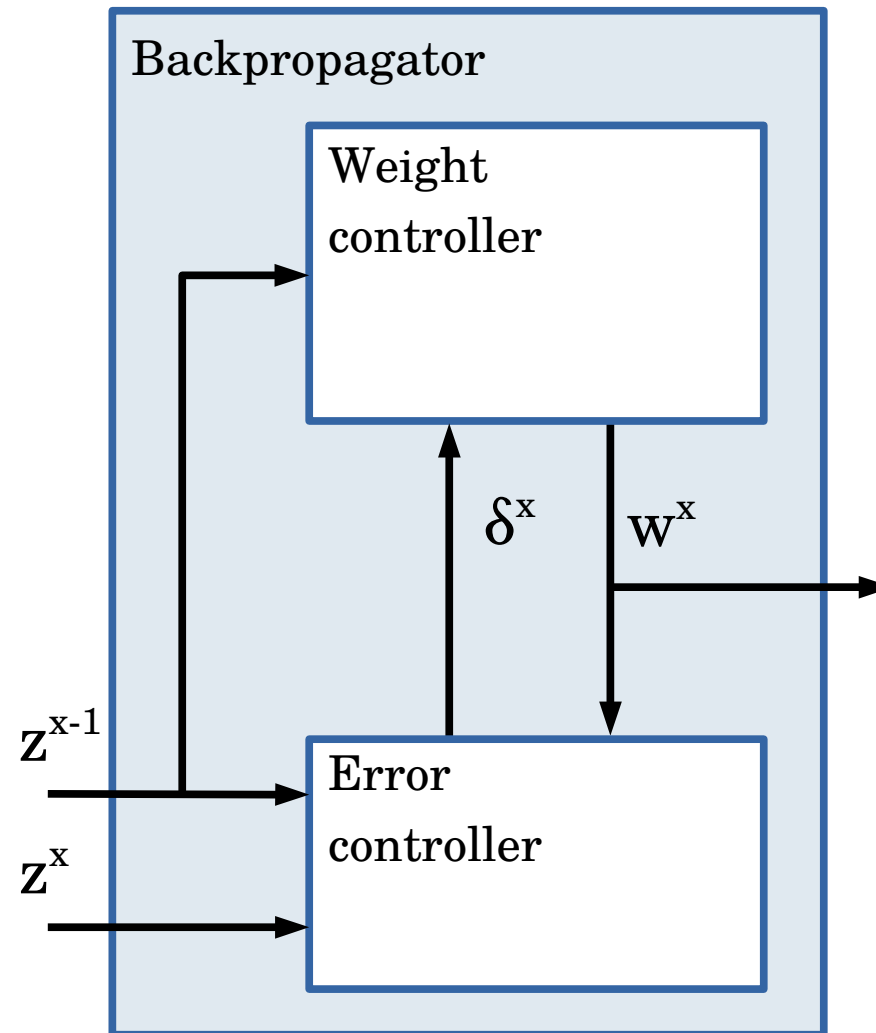 Backpropagator
Weight
controller
δˣ wˣ
zˣ⁻¹
Error
controller
zˣ